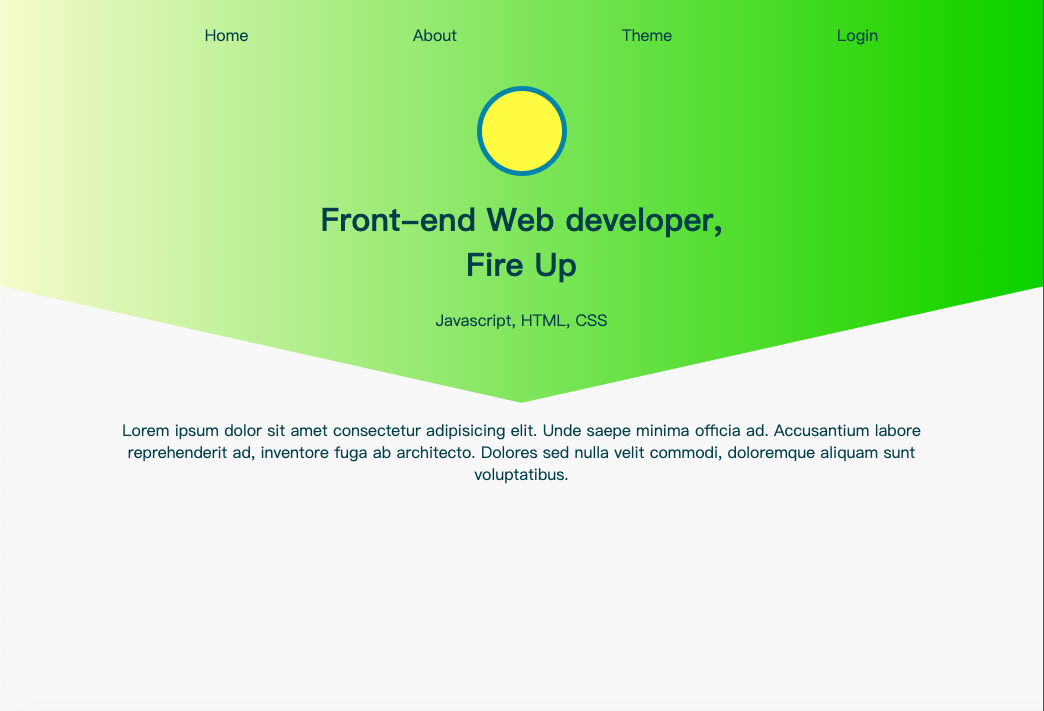 Home About Theme Login
Front-end Web developer,
Fire Up
Javascript, HTML, CSS
Lorem ipsum dolor sit amet consectetur adipisicing elit. Unde saepe minima officia ad. Accusantium labore
reprehenderit ad, inventore fuga ab architecto. Dolores sed nulla velit commodi, doloremque aliquam sunt
voluptatibus.